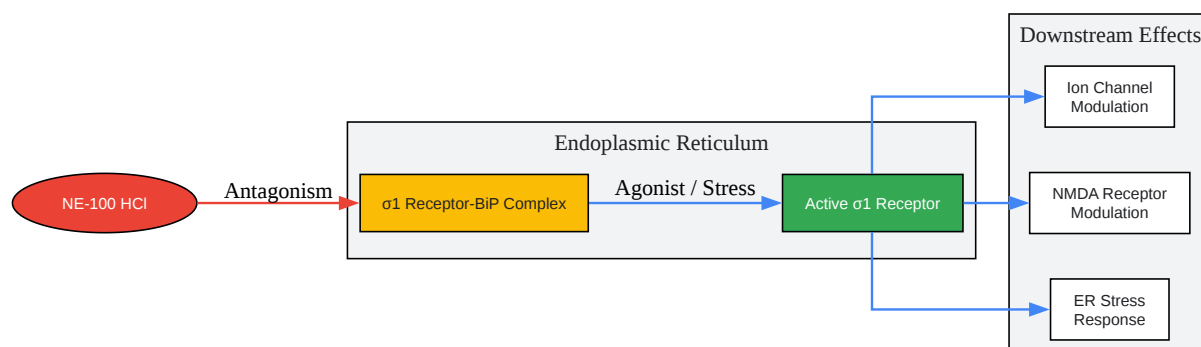 Downstream Effects
Ion Channel
Modulation
Endoplasmic Reticulum
NE-100 HCl
Antagonism
σ1 Receptor-BiP Complex
Agonist / Stress
Active σ1 Receptor
NMDA Receptor
Modulation
ER Stress
Response